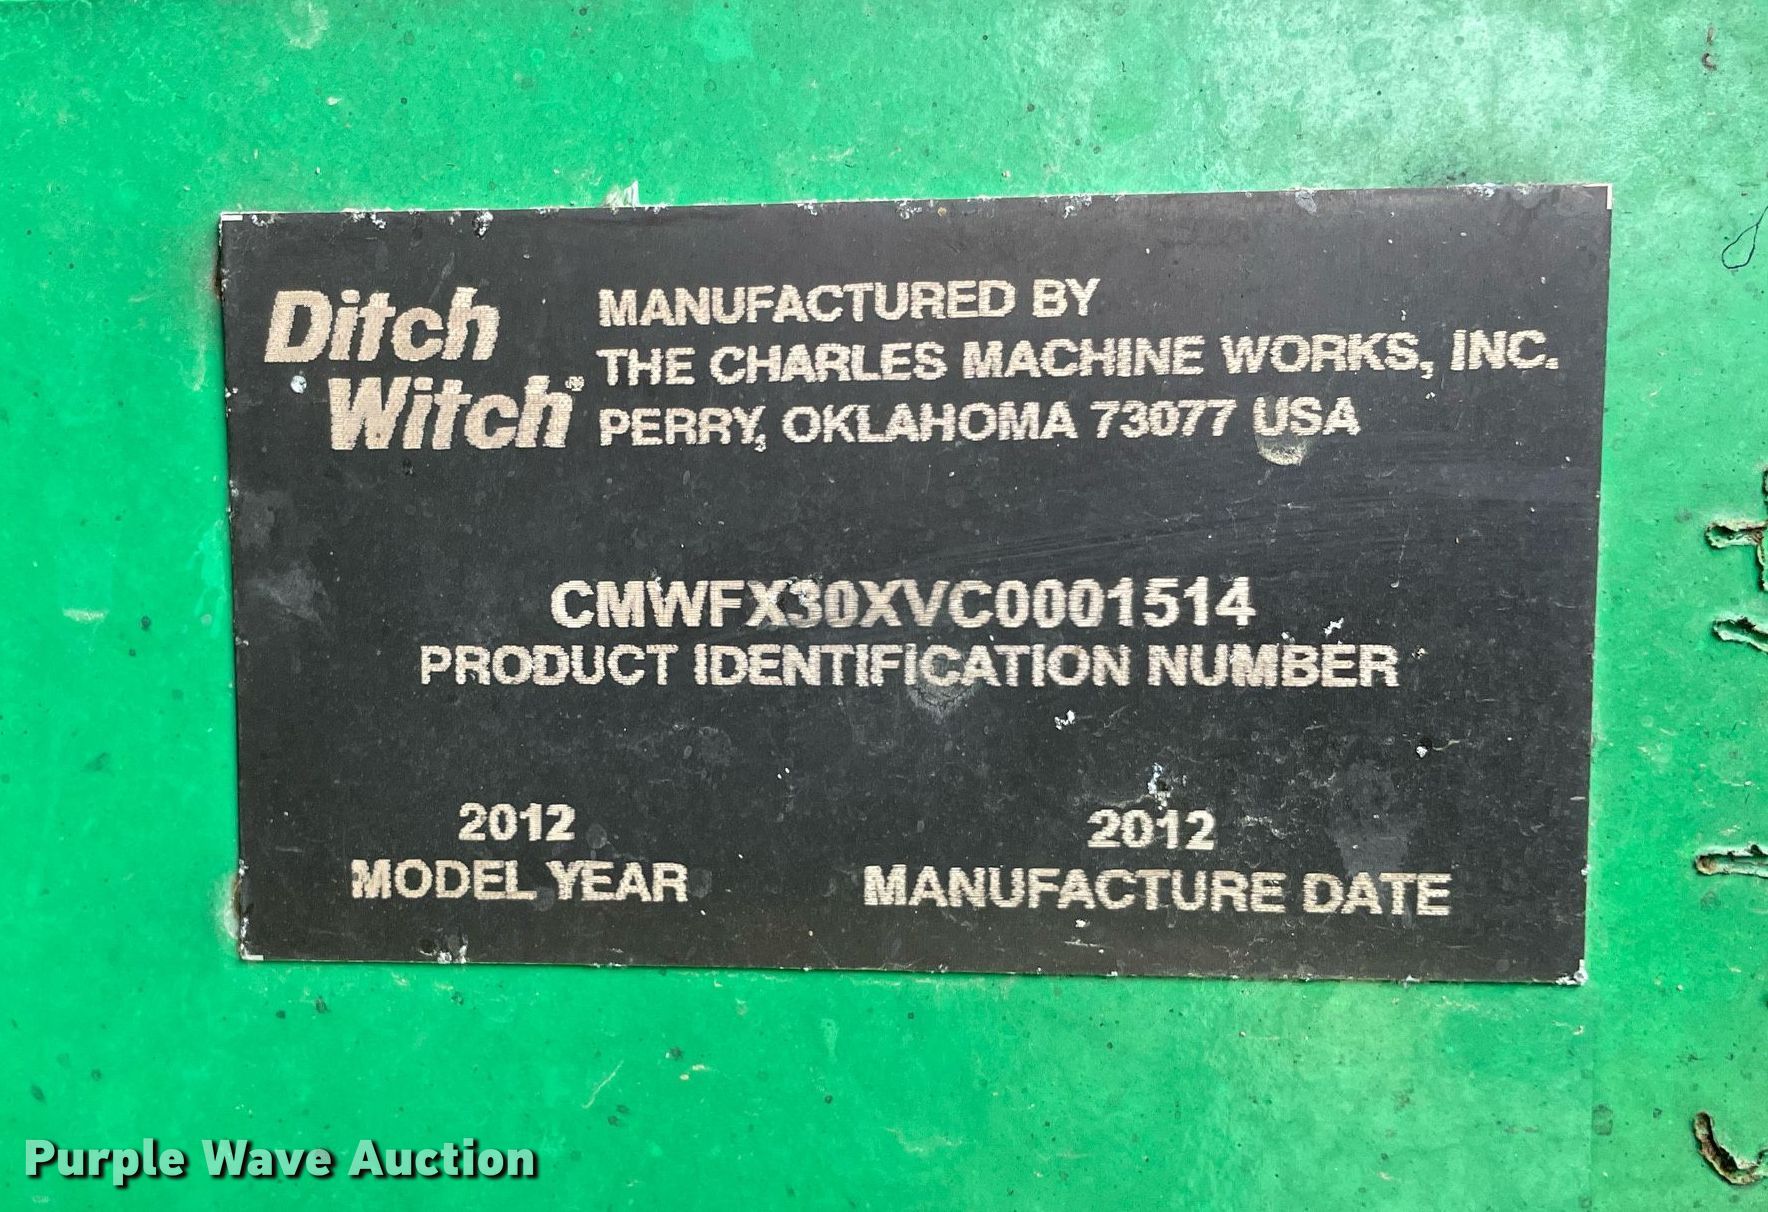 Ditch
Witch
MANUFACTURED BY
THE CHARLES MACHINE WORKS, INC.
PERRY, OKLAHOMA 73077 USA
CMWFX30XVC0001514
PRODUCT IDENTIFICATION NUMBER
2012
MODEL YEAR
2012
MANUFACTURE DATE
Purple Wave Auction